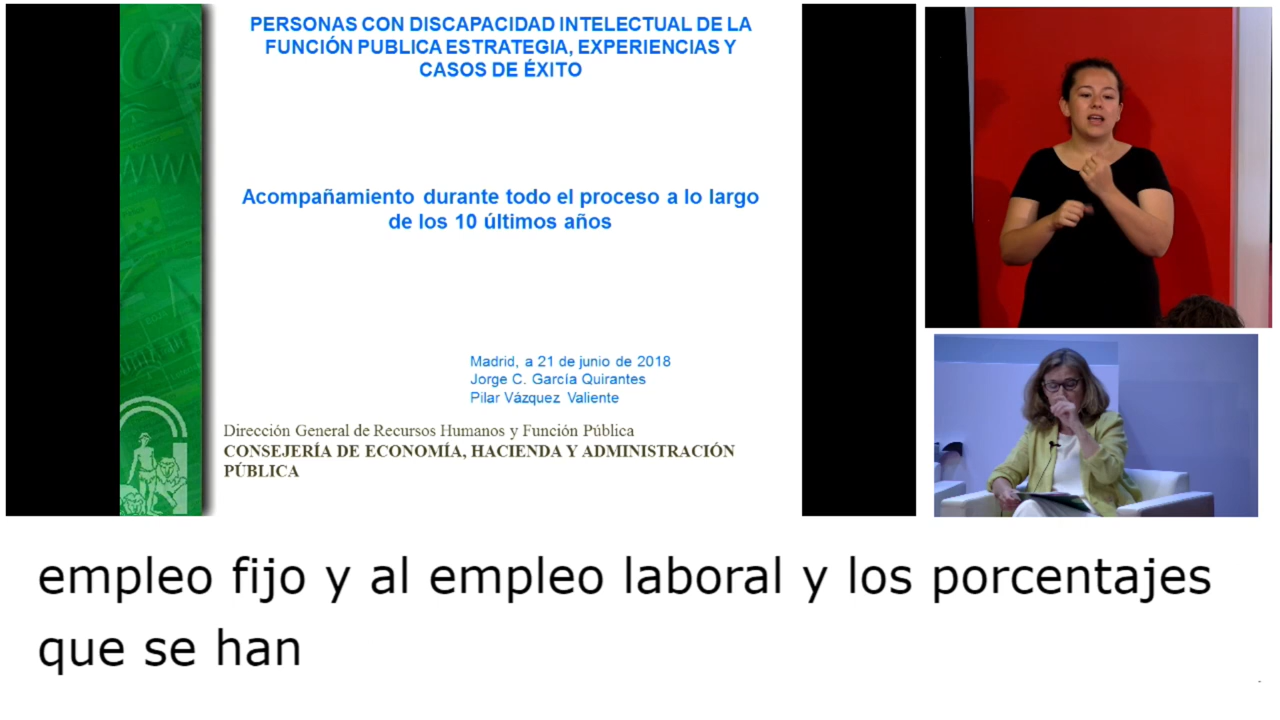 PERSONAS CON DISCAPACIDAD INTELECTUAL DE LA
FUNCIÓN PUBLICA ESTRATEGIA, EXPERIENCIAS Y
CASOS DE ÉXITO
Acompañamiento durante todo el proceso a lo largo
de los 10 últimos años
Madrid, a 21 de junio de 2018
Jorge C. García Quirantes
Pilar Vázquez Valiente
Dirección General de Recursos Humanos y Función Pública
CONSEJERÍA DE ECONOMÍA, HACIENDA Y ADMINISTRACIÓN
PÚBLICA
empleo fijo y al empleo laboral y los porcentajes
que se han